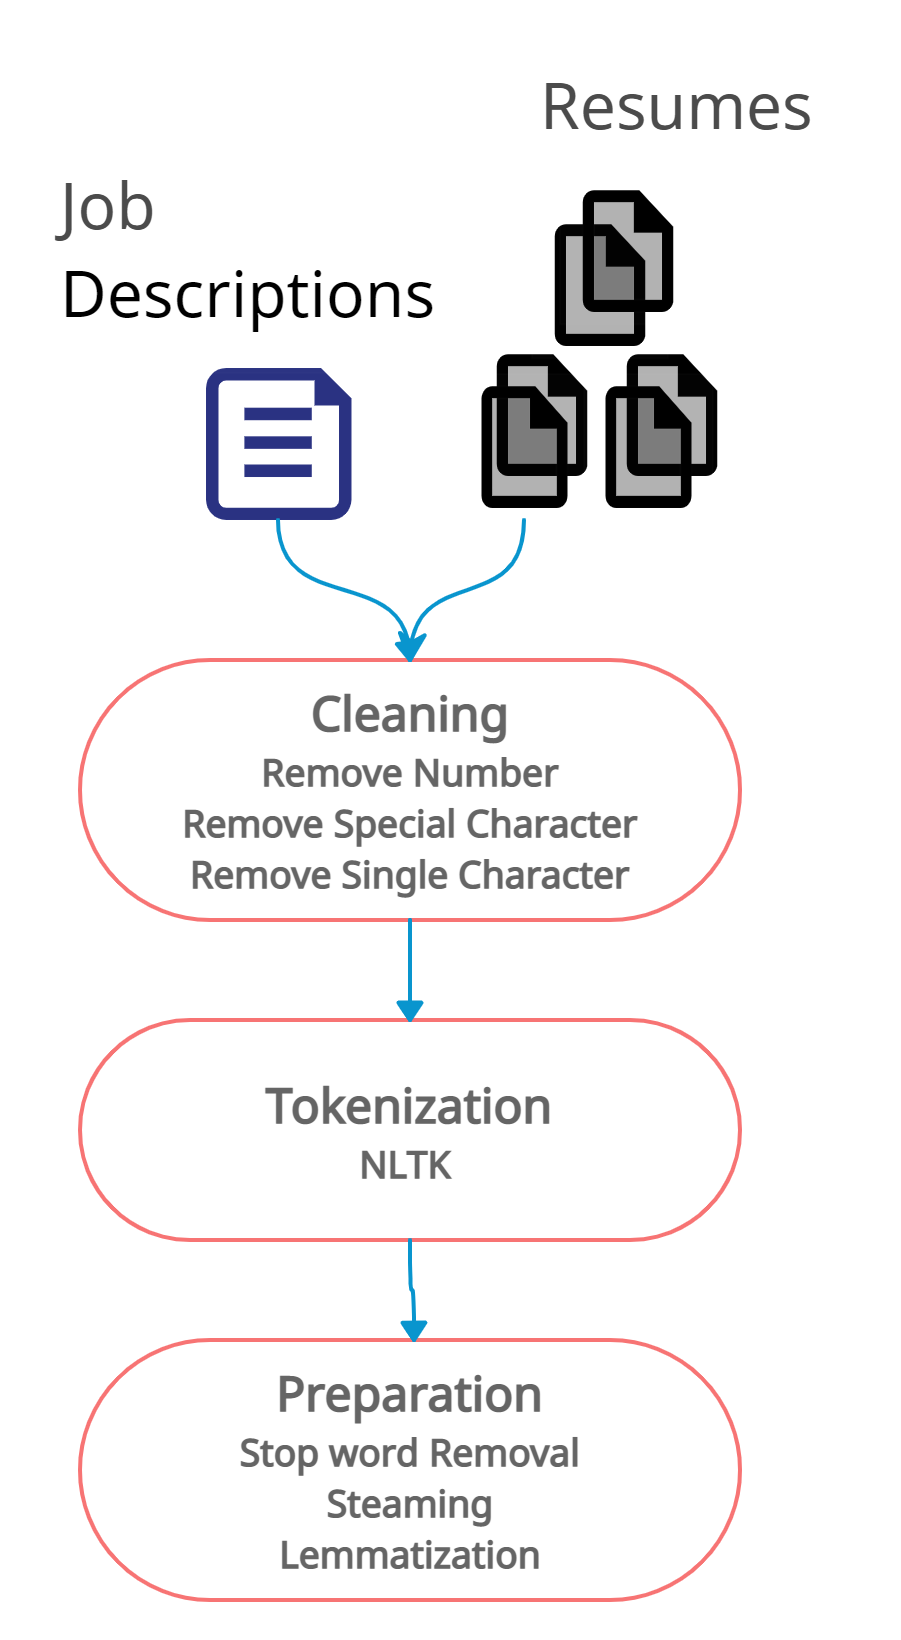 Resumes
Job
Descriptions
Cleaning
Remove Number
Remove Special Character
Remove Single Character
Tokenization
NLTK
Preparation
Stop word Removal
Steaming
Lemmatization